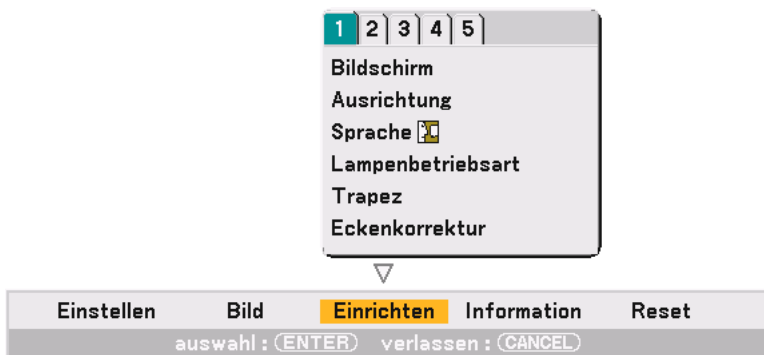 1 2 3 4 5
Bildschirm
Ausrichtung
Sprache
Lampenbetriebsart
Trapez
Eckenkorrektur
Einstellen Bild Einrichten Information Reset
auswahl : ENTER verlassen : CANCEL